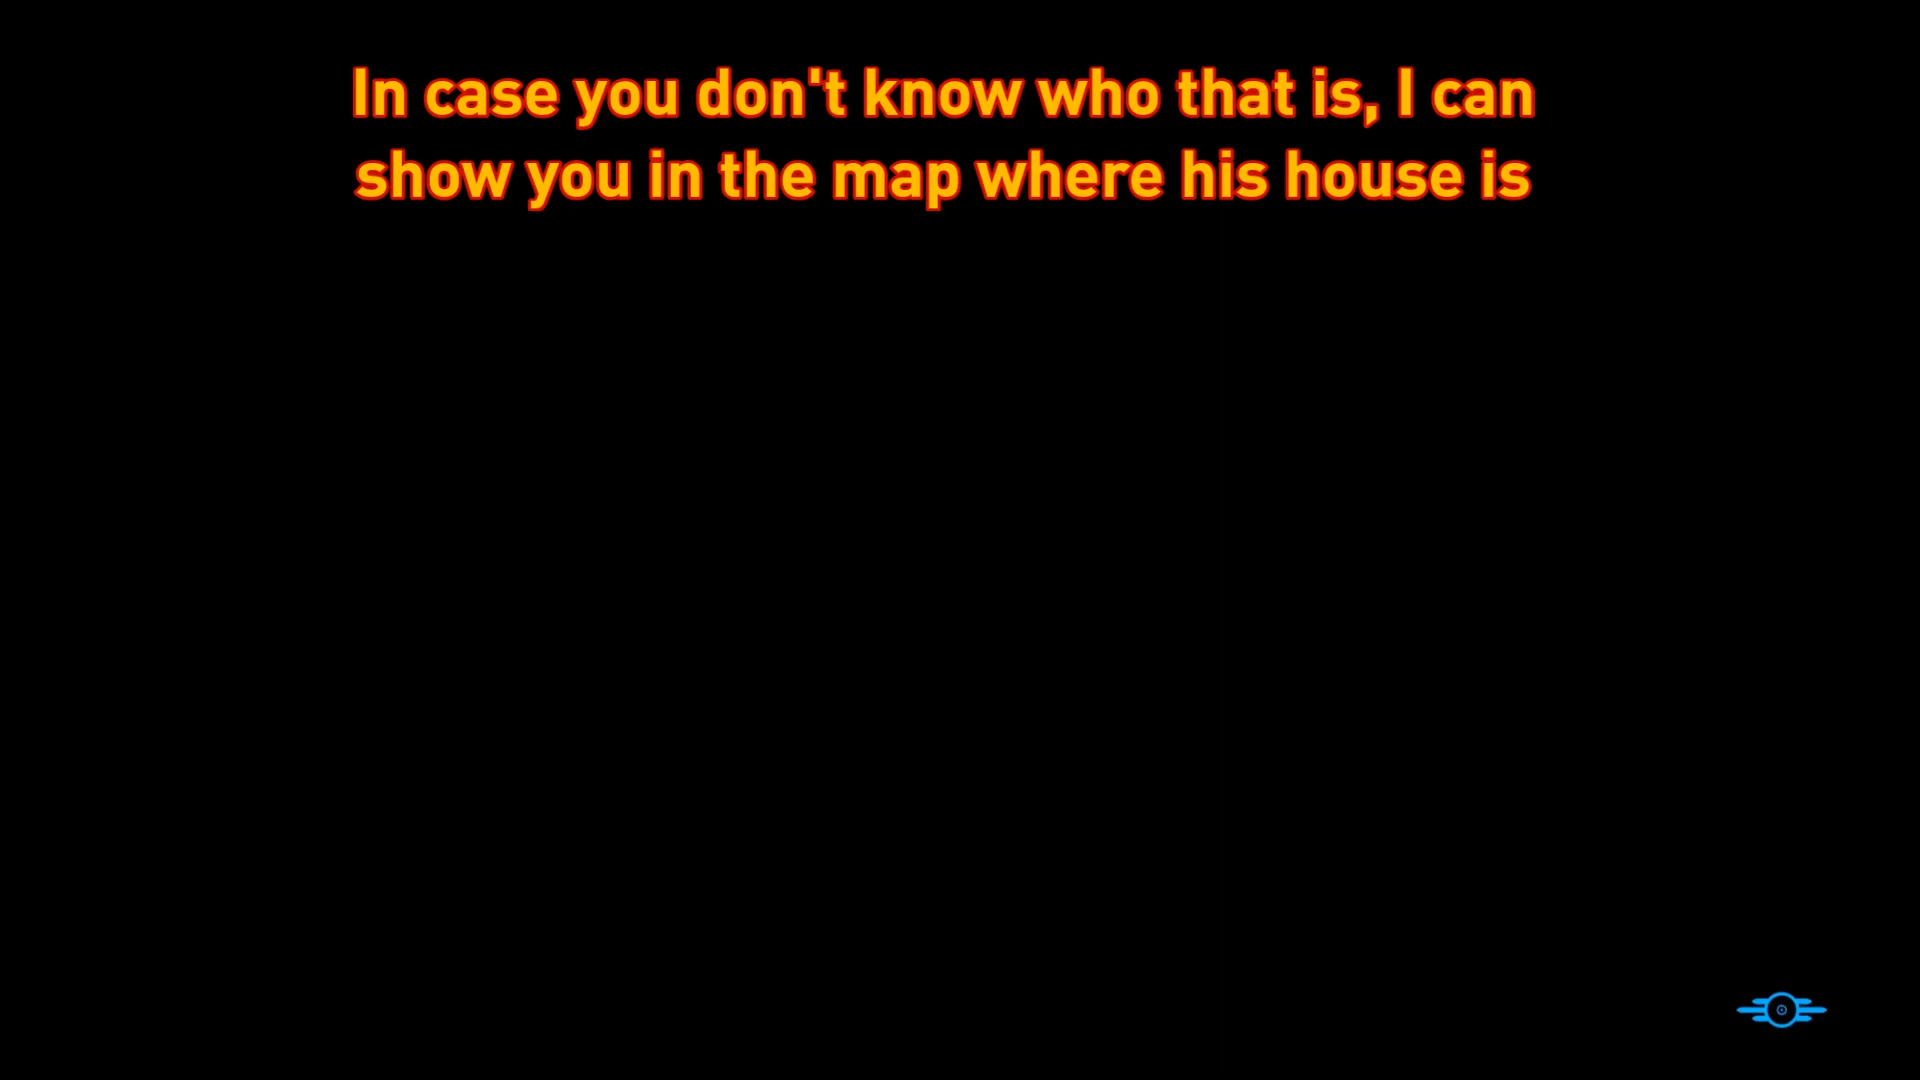 In case you don't know who that is, I can
show you in the map where his house is